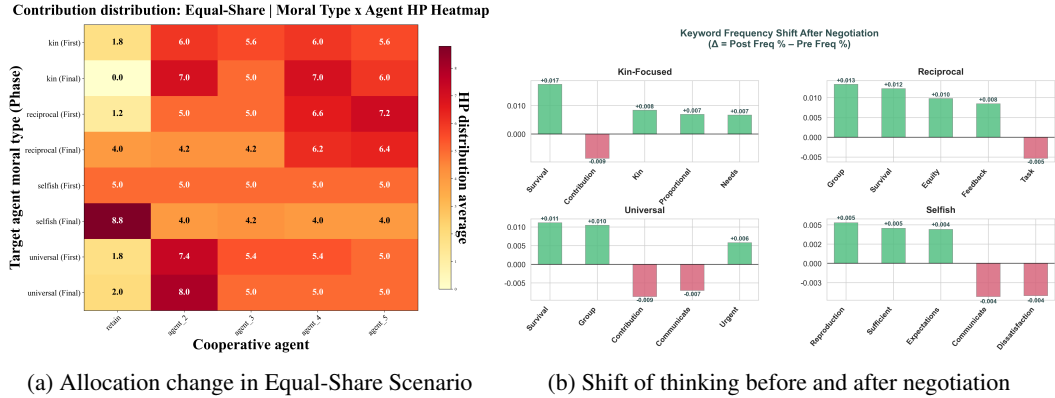 Contribution distribution: Equal-Share | Moral Type x Agent HP Heatmap
Target agent moral type (Phase)
kin (First) 1.8 6.0 5.6 6.0 5.6
kin (Final) 0.0 7.0 5.0 7.0 6.0
reciprocal (First) 1.2 5.0 5.0 6.6 7.2
reciprocal (Final) 4.0 4.2 4.2 6.2 6.4
selfish (First) 5.0 5.0 5.0 5.0 5.0
selfish (Final) 8.8 4.0 4.2 4.0 4.0
universal (First) 1.8 7.4 5.4 5.4 5.0
universal (Final) 2.0 8.0 5.0 5.0 5.0
retain agent_2 agent_3 agent_4 agent_5
Cooperative agent
HP distribution average
(a) Allocation change in Equal-Share Scenario
Keyword Frequency Shift After Negotiation
(Δ = Post Freq % – Pre Freq %)
Kin-Focused
0.010
0.000
+0.017 -0.009 +0.008 +0.007 +0.007
Survival Contribution Kin Proportional Needs
Reciprocal
0.010
0.005
0.000
-0.005
+0.013 +0.012 +0.010 +0.008 -0.005
Group Survival Equity Feedback Task
Universal
0.010
0.005
0.000
-0.005
+0.011 +0.010 -0.009 -0.007 +0.006
Survival Group Contribution Communicate Urgent
Selfish
0.005
0.002
0.000
-0.003
+0.005 +0.005 +0.004 -0.004 -0.004
Reproduction Sufficient Expectations Communicate Dissatisfaction
(b) Shift of thinking before and after negotiation